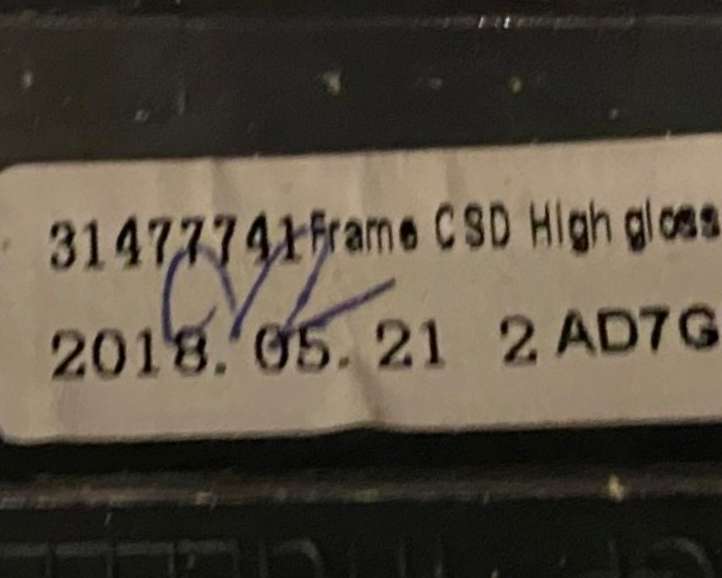 31477741 Frame CSD High gloss
2018.05.21 2 AD7G